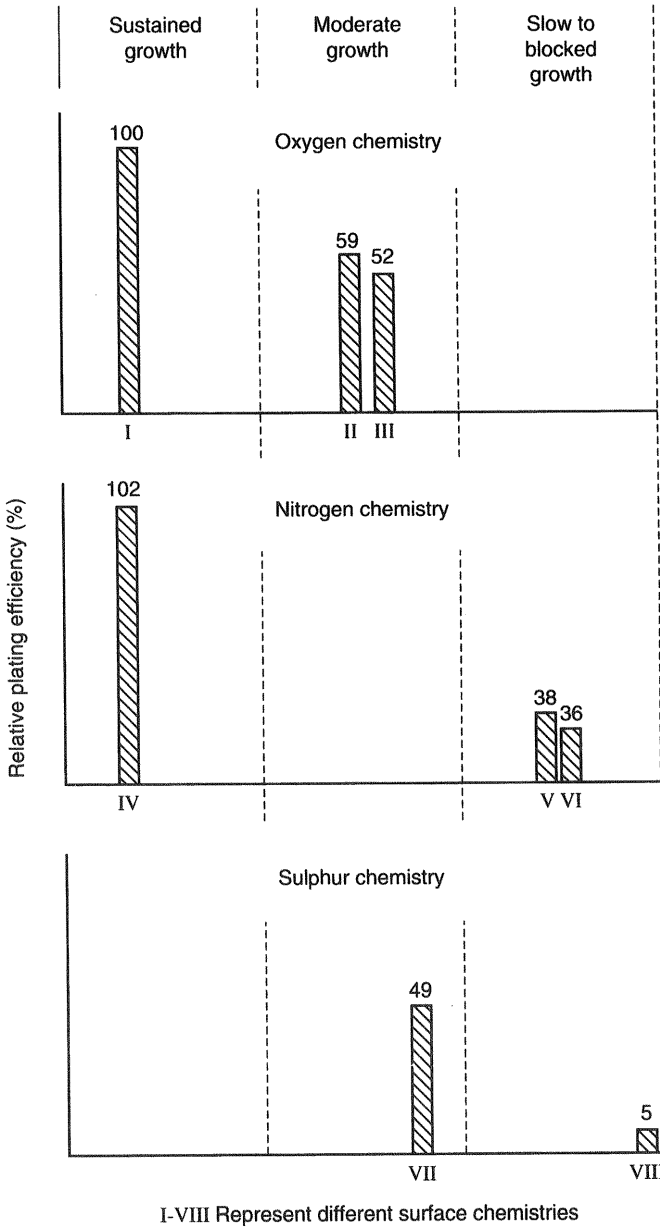 Sustained growth
Moderate growth
Slow to blocked growth
Oxygen chemistry
100
59
52
I
II
III
Relative plating efficiency (%)
Nitrogen chemistry
102
38
36
IV
V
VI
Sulphur chemistry
49
5
VII
VIII
I-VIII Represent different surface chemistries